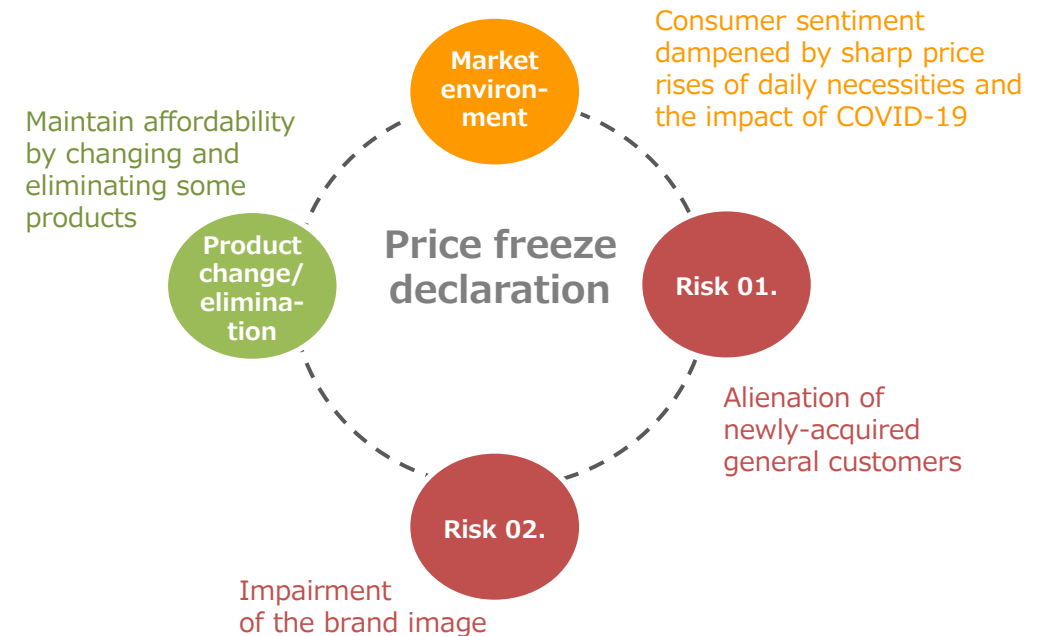 Market
environ-
ment
Consumer sentiment
dampened by sharp price
rises of daily necessities and
the impact of COVID-19
Maintain affordability
by changing and
eliminating some
products
Product
change/
elimina-
tion
Price freeze
declaration
Risk 01.
Alienation of
newly-acquired
general customers
Risk 02.
Impairment
of the brand image